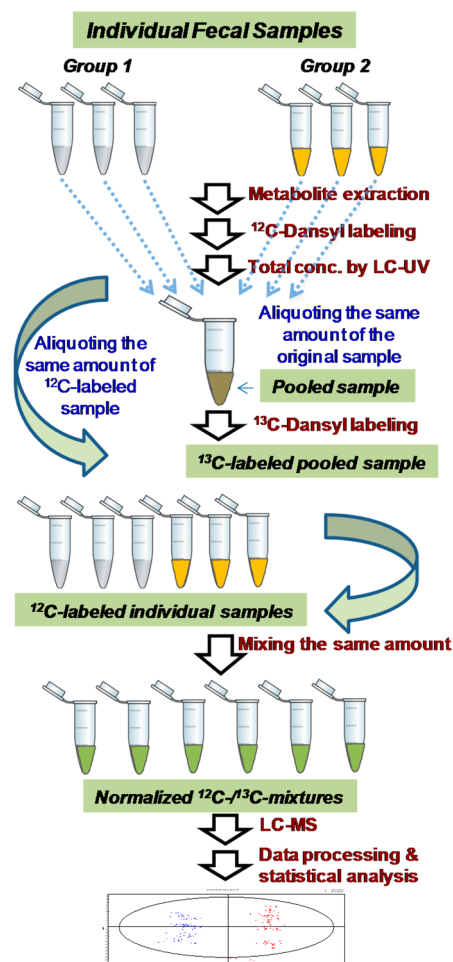 Individual Fecal Samples
Group 1
Group 2
Metabolite extraction
¹²C-Dansyl labeling
Total conc. by LC-UV
Aliquoting the
same amount of
¹²C-labeled
sample
Aliquoting the same
amount of the
original sample
Pooled sample
¹³C-Dansyl labeling
¹³C-labeled pooled sample
¹²C-labeled individual samples
Mixing the same amount
Normalized ¹²C-/¹³C-mixtures
LC-MS
Data processing &
statistical analysis